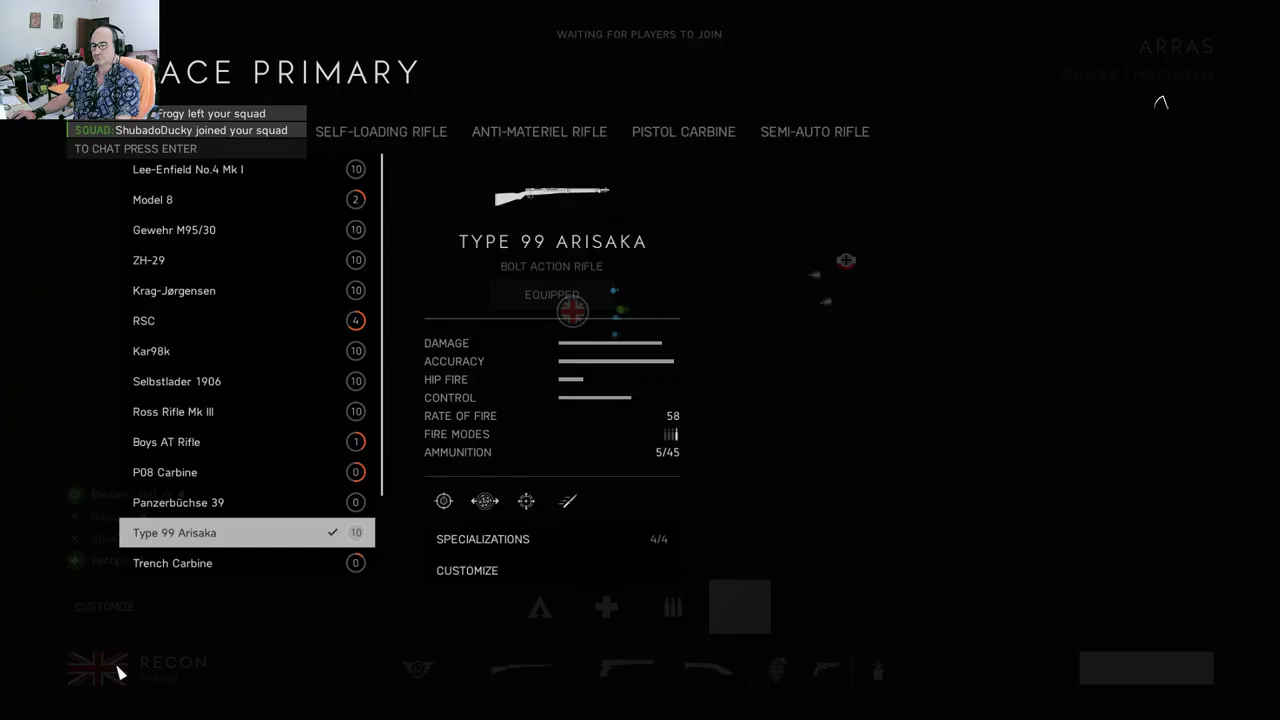 WAITING FOR PLAYERS TO JOIN
ARRAS
BREAKTHROUGH
ACE PRIMARY
Frogy left your squad
SQUAD: ShubadoDucky joined your squad
TO CHAT PRESS ENTER
SELF-LOADING RIFLE
ANTI-MATERIEL RIFLE
PISTOL CARBINE
SEMI-AUTO RIFLE
Lee-Enfield No.4 Mk I 10
Model 8 2
Gewehr M95/30 10
ZH-29 10
Krag-Jørgensen 10
RSC 4
Kar98k 10
Selbstlader 1906 10
Ross Rifle Mk III 10
Boys AT Rifle 1
P08 Carbine 0
Panzerbüchse 39 0
Type 99 Arisaka 10
Trench Carbine 0
TYPE 99 ARISAKA
BOLT ACTION RIFLE
EQUIPPED
DAMAGE
ACCURACY
HIP FIRE
CONTROL
RATE OF FIRE 58
FIRE MODES
AMMUNITION 5/45
SPECIALIZATIONS 4/4
CUSTOMIZE
CUSTOMIZE
RECON